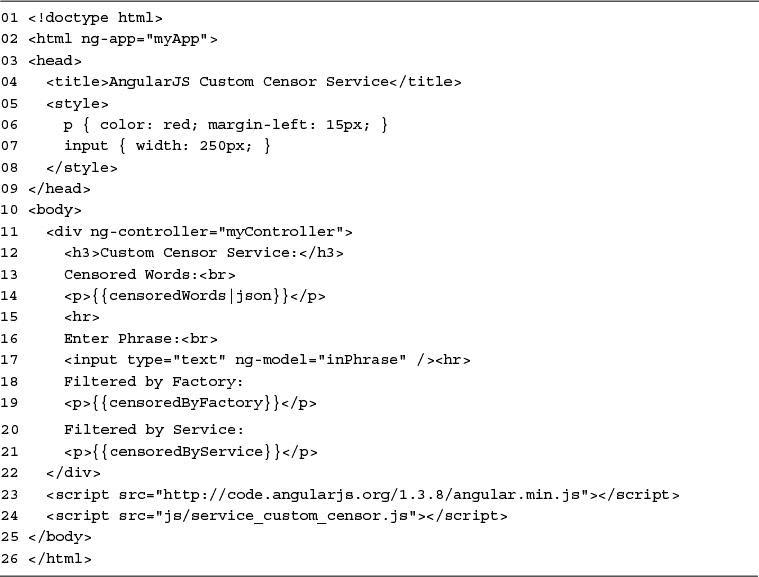 01 <!doctype html>
02 <html ng-app="myApp">
03 <head>
04   <title>AngularJS Custom Censor Service</title>
05   <style>
06     p { color: red; margin-left: 15px; }
07     input { width: 250px; }
08   </style>
09 </head>
10 <body>
11   <div ng-controller="myController">
12     <h3>Custom Censor Service:</h3>
13     Censored Words:<br>
14     <p>{{censoredWords|json}}</p>
15     <hr>
16     Enter Phrase:<br>
17     <input type="text" ng-model="inPhrase" /><hr>
18     Filtered by Factory:
19     <p>{{censoredByFactory}}</p>
20     Filtered by Service:
21     <p>{{censoredByService}}</p>
22   </div>
23   <script src="http://code.angularjs.org/1.3.8/angular.min.js"></script>
24   <script src="js/service_custom_censor.js"></script>
25 </body>
26 </html>